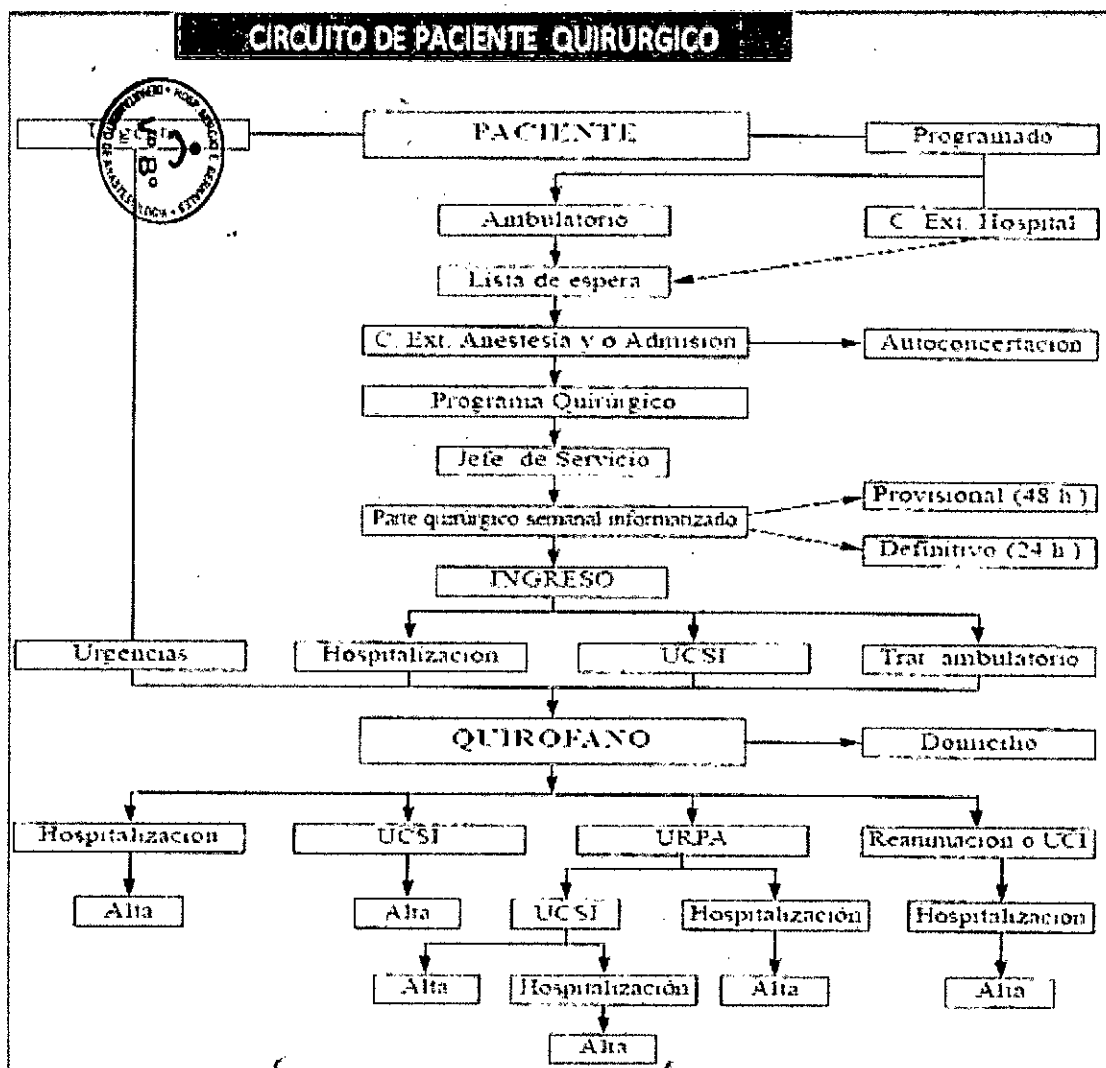 CIRCUITO DE PACIENTE QUIRURGICO
PACIENTE
Programado
Ambulatorio
C. Ext. Hospital
Lista de espera
C. Ext. Anestesia y o Admision
Autoconcertacion
Programa Quirúrgico
Jefe de Servicio
Parte quirúrgico semanal informatizado
Provisional (48 h.)
Definitivo (24 h.)
INGRESO
Urgencias
Hospitalizacion
UCSI
Trat. ambulatorio
QUIROFANO
Domicilio
Hospitalizacion
UCSI
URPA
Reanimacion o UCI
Alta
Alta
UCSI
Hospitalización
Hospitalizacion
Alta
Hospitalización
Alta
Alta
Alta